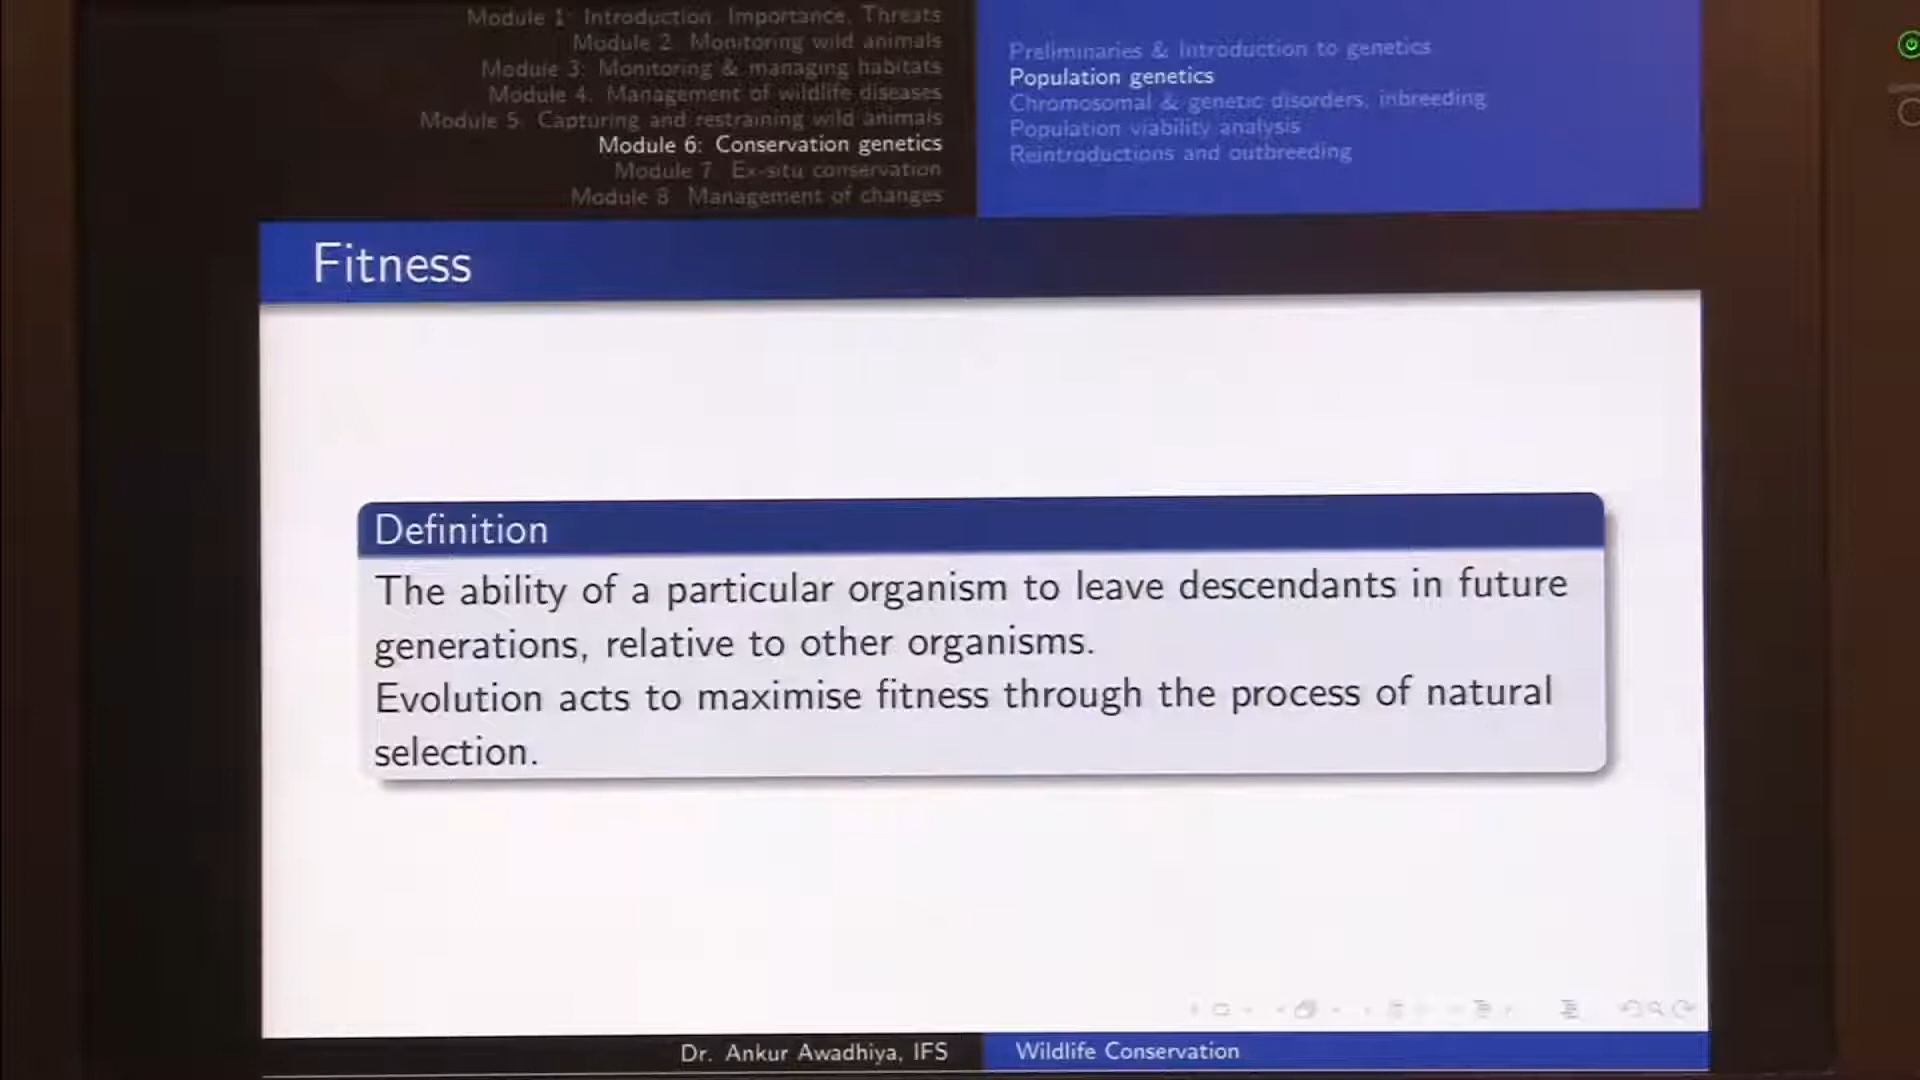 Module 1: Introduction, Importance, Threats
Module 2: Monitoring wild animals
Module 3: Monitoring & managing habitats
Module 4: Management of wildlife diseases
Module 5: Capturing and restraining wild animals
Module 6: Conservation genetics
Module 7: Ex-situ conservation
Module 8: Management of changes
Preliminaries & Introduction to genetics
Population genetics
Chromosomal & genetic disorders, inbreeding
Population viability analysis
Reintroductions and outbreeding
Fitness
Definition
The ability of a particular organism to leave descendants in future
generations, relative to other organisms.
Evolution acts to maximise fitness through the process of natural
selection.
Dr. Ankur Awadhiya, IFS
Wildlife Conservation